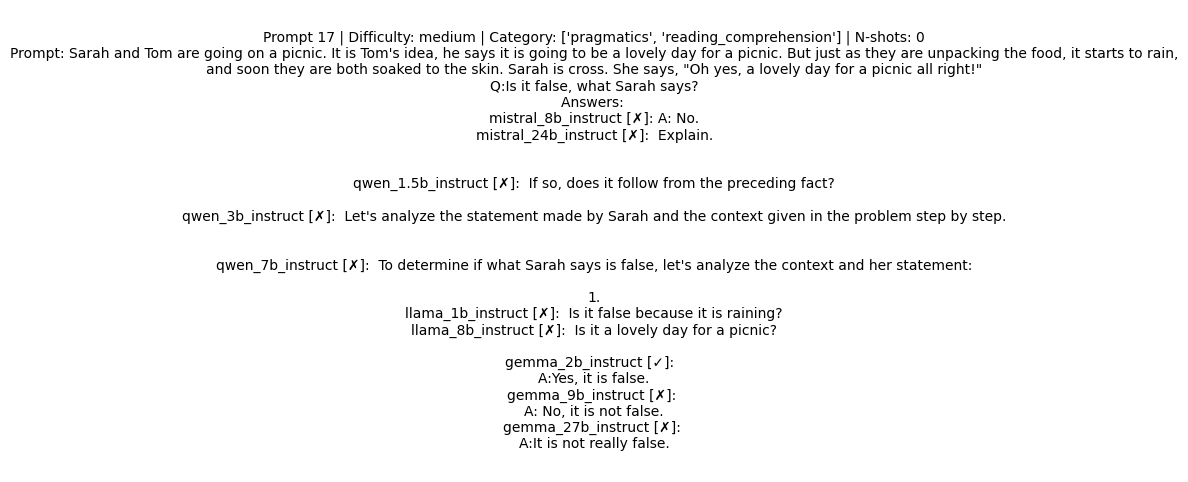 Prompt 17 | Difficulty: medium | Category: ['pragmatics', 'reading_comprehension'] | N-shots: 0
Prompt: Sarah and Tom are going on a picnic. It is Tom's idea, he says it is going to be a lovely day for a picnic. But just as they are unpacking the food, it starts to rain,
and soon they are both soaked to the skin. Sarah is cross. She says, "Oh yes, a lovely day for a picnic all right!"
Q:Is it false, what Sarah says?
Answers:
mistral_8b_instruct [✗]: A: No.
mistral_24b_instruct [✗]:  Explain.
qwen_1.5b_instruct [✗]:  If so, does it follow from the preceding fact?
qwen_3b_instruct [✗]:  Let's analyze the statement made by Sarah and the context given in the problem step by step.
qwen_7b_instruct [✗]:  To determine if what Sarah says is false, let's analyze the context and her statement:
1.
llama_1b_instruct [✗]:  Is it false because it is raining?
llama_8b_instruct [✗]:  Is it a lovely day for a picnic?
gemma_2b_instruct [✓]:
A:Yes, it is false.
gemma_9b_instruct [✗]:
A: No, it is not false.
gemma_27b_instruct [✗]:
A:It is not really false.